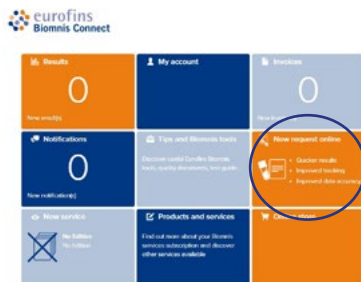 eurofins
Biomnis Connect
Results
0
New result(s)
My account
Invoices
0
Notifications
0
New notification(s)
Tips and Biomnis tools
Discover useful Eurofins Biomnis
tools, quality documents, test guide
New request online
Quicker results
Improved tracking
Improved data accuracy
New service
No Edition
No Edition
Products and services
Find out more about your Biomnis
services subscription and discover
other services available